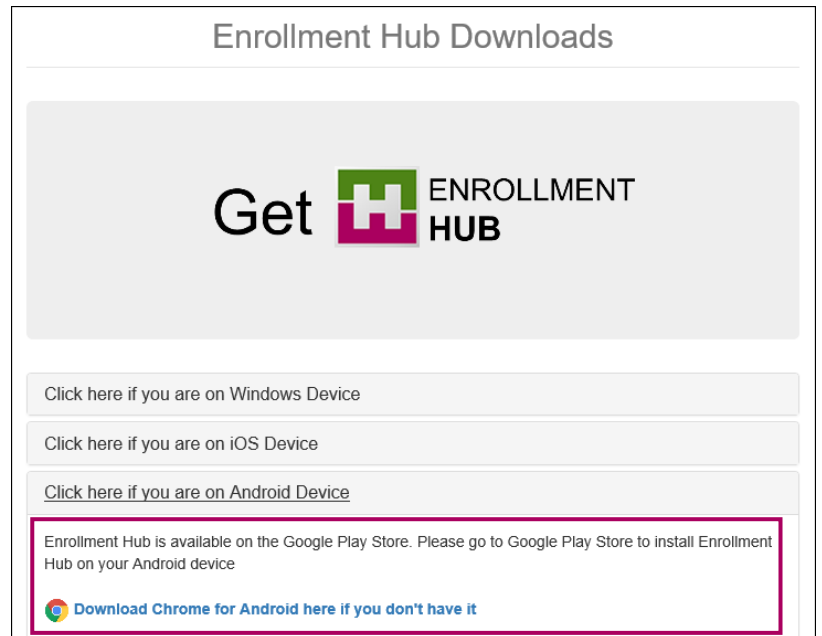 Enrollment Hub Downloads
Get H ENROLLMENT
HUB
Click here if you are on Windows Device
Click here if you are on iOS Device
Click here if you are on Android Device
Enrollment Hub is available on the Google Play Store. Please go to Google Play Store to install Enrollment
Hub on your Android device
Download Chrome for Android here if you don't have it